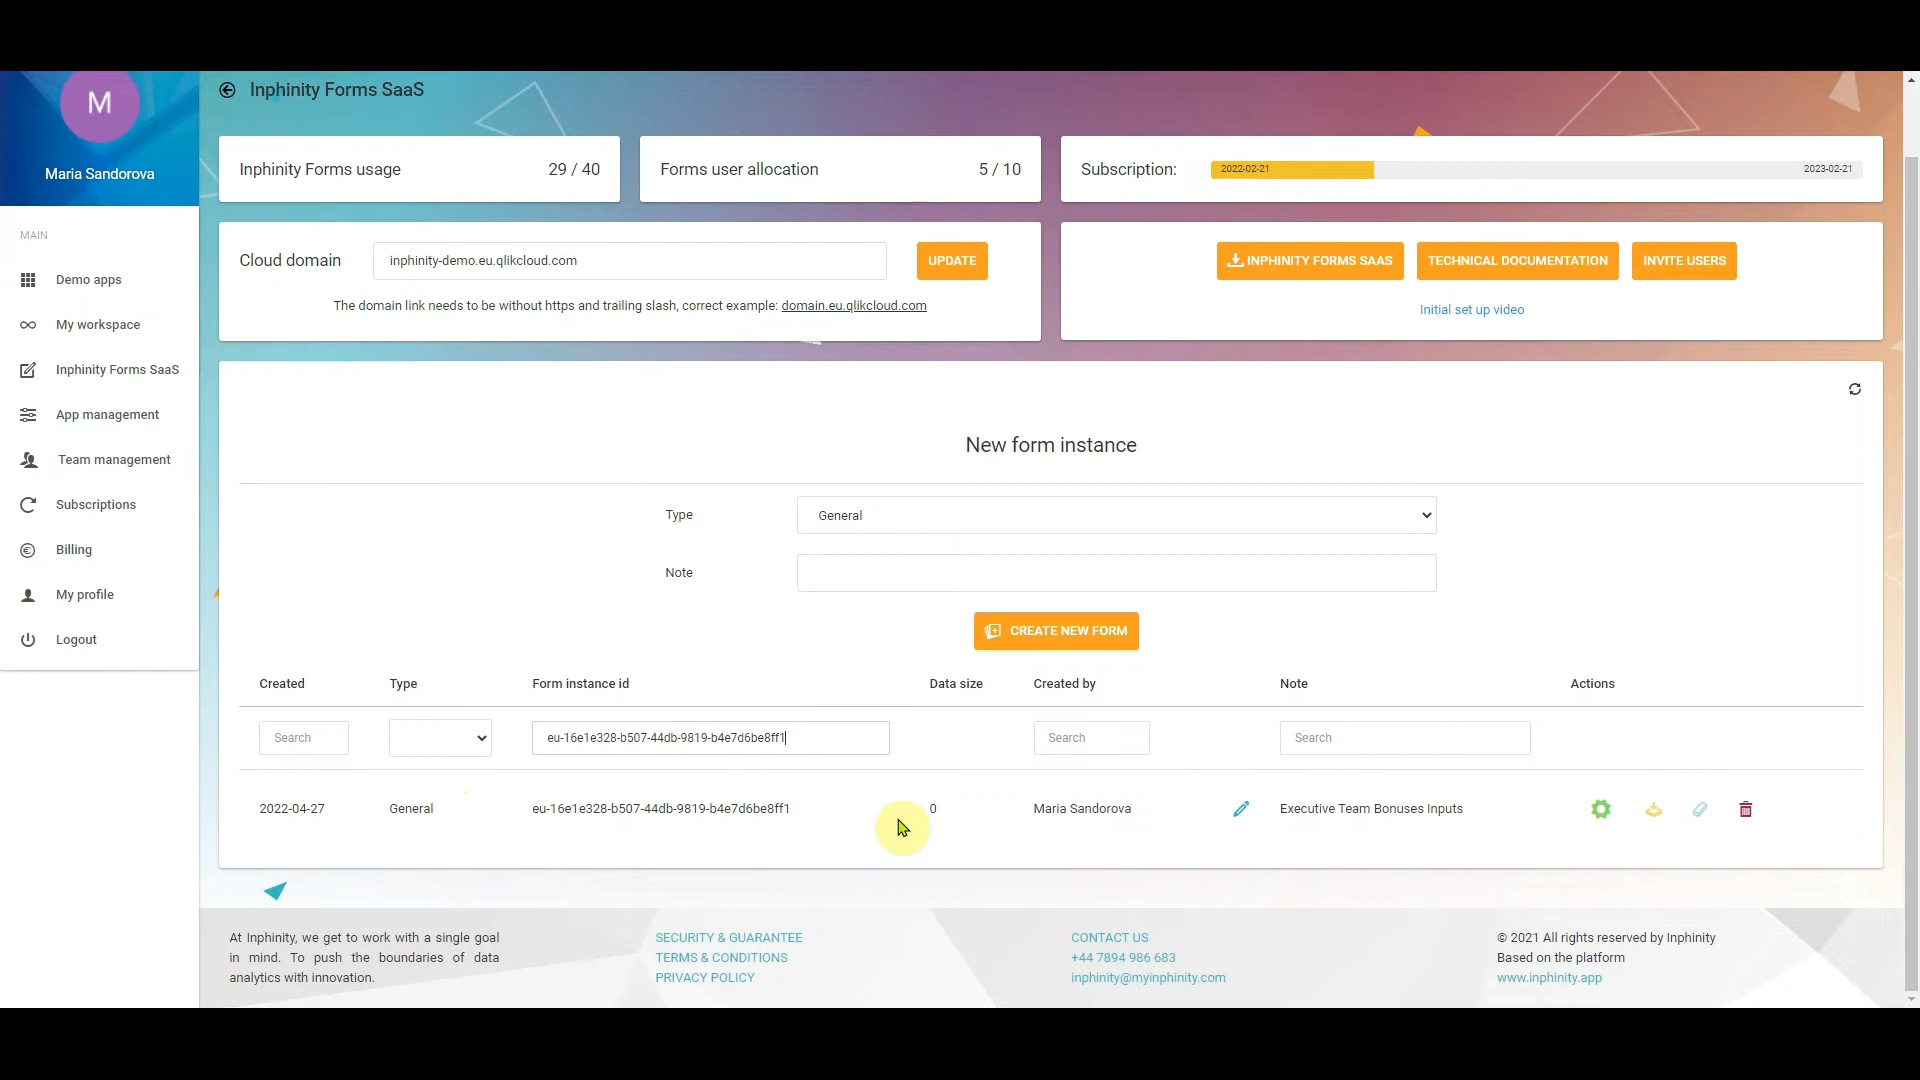 Inphinity Forms SaaS
M
Maria Sandorova
MAIN
Demo apps
My workspace
Inphinity Forms SaaS
App management
Team management
Subscriptions
Billing
My profile
Logout
Inphinity Forms usage 29 / 40
Forms user allocation 5 / 10
Subscription: 2022-02-21 2023-02-21
Cloud domain inphinity-demo.eu.qlikcloud.com UPDATE
The domain link needs to be without https and trailing slash, correct example: domain.eu.qlikcloud.com
INPHINITY FORMS SAAS TECHNICAL DOCUMENTATION INVITE USERS
Initial set up video
New form instance
Type General
Note
CREATE NEW FORM
Created Type Form instance id Data size Created by Note Actions
Search eu-16e1e328-b507-44db-9819-b4e7d6be8ff1 Search Search
2022-04-27 General eu-16e1e328-b507-44db-9819-b4e7d6be8ff1 0 Maria Sandorova Executive Team Bonuses Inputs
At Inphinity, we get to work with a single goal
in mind. To push the boundaries of data
analytics with innovation.
SECURITY & GUARANTEE
TERMS & CONDITIONS
PRIVACY POLICY
CONTACT US
+44 7894 986 683
inphinity@myinphinity.com
© 2021 All rights reserved by Inphinity
Based on the platform
www.inphinity.app